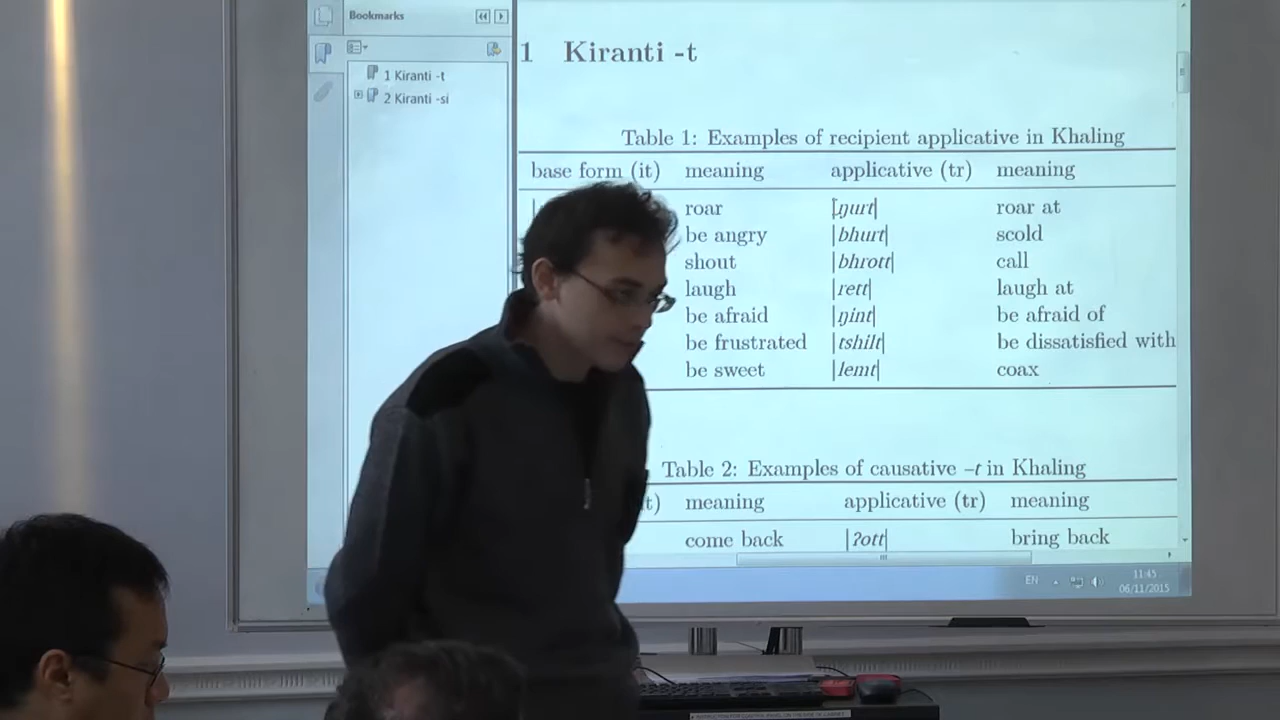 Bookmarks
1 Kiranti -t
2 Kiranti -si
1 Kiranti -t
Table 1: Examples of recipient applicative in Khaling
base form (it) meaning applicative (tr) meaning
roar |ŋurt| roar at
be angry |bhurt| scold
shout |bhrott| call
laugh |rett| laugh at
be afraid |ŋint| be afraid of
be frustrated |tshilt| be dissatisfied with
be sweet |lemt| coax
Table 2: Examples of causative –t in Khaling
meaning applicative (tr) meaning
come back |ʔott| bring back
EN
11:45
06/11/2015